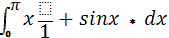 ∫₀^π x ⬚/1 + sinx * dx